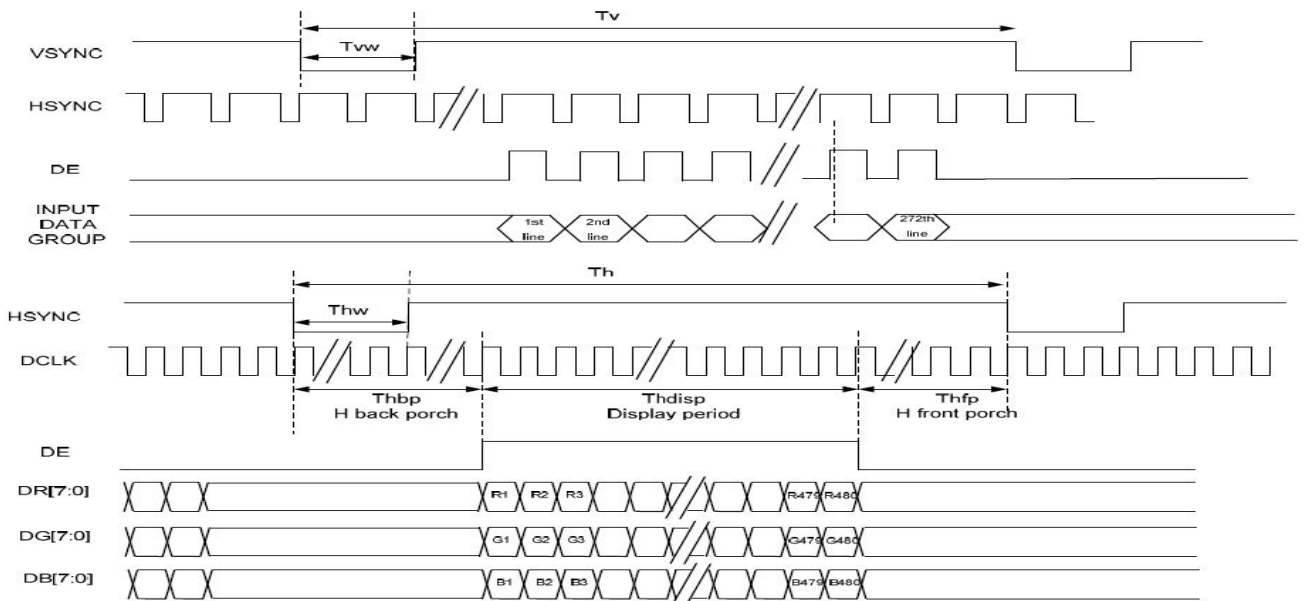 Tv
VSYNC
Tvw
HSYNC
DE
INPUT
DATA
GROUP
1st
line
2nd
line
272th
line
Th
HSYNC
Thw
DCLK
Thbp
H back porch
Thdisp
Display period
Thfp
H front porch
DE
DR[7:0]
R1 R2 R3 R479 R480
DG[7:0]
G1 G2 G3 G479 G480
DB[7:0]
B1 B2 B3 B479 B480